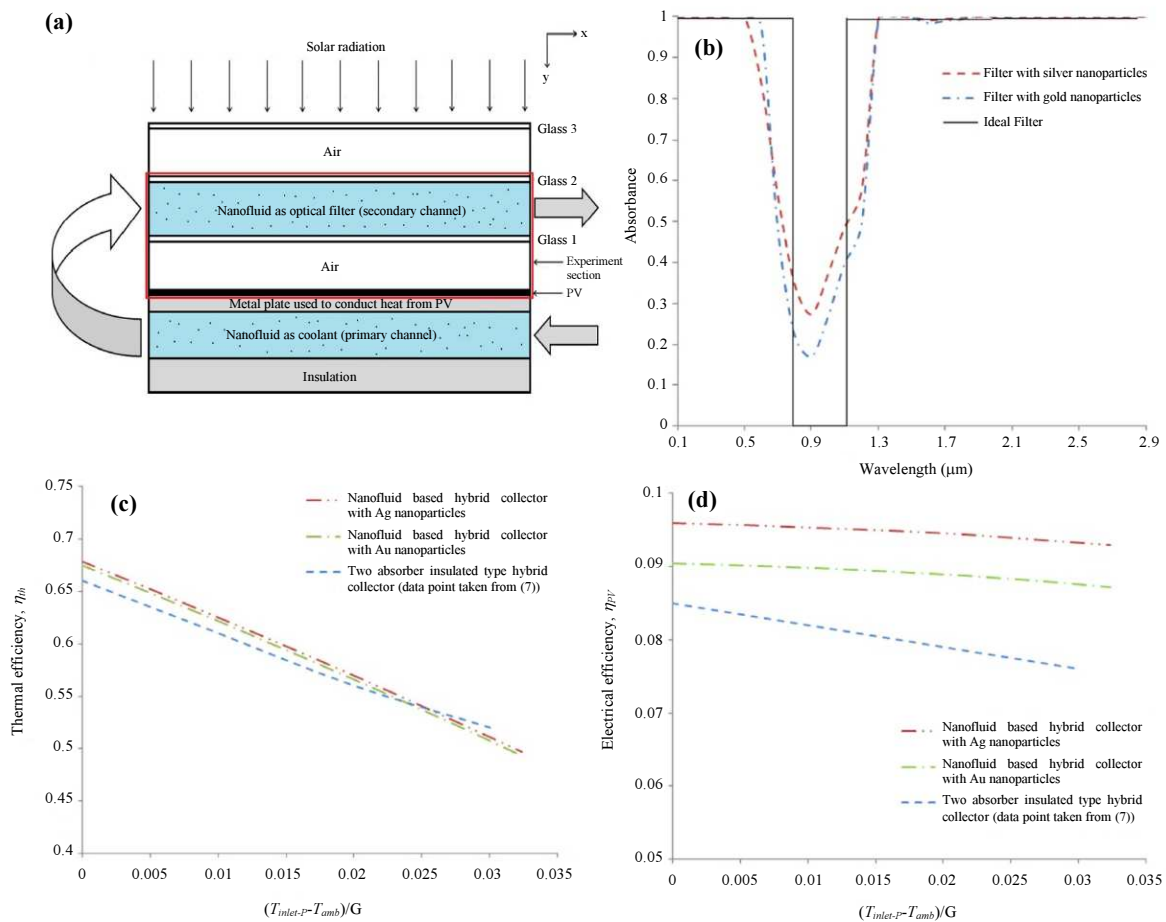 (a)
Solar radiation
x
y
Glass 3
Air
Glass 2
Nanofluid as optical filter (secondary channel)
Glass 1
Air
Experiment
section
PV
Metal plate used to conduct heat from PV
Nanofluid as coolant (primary channel)
Insulation
(b)
Absorbance
1
0.9
0.8
0.7
0.6
0.5
0.4
0.3
0.2
0.1
0
0.1
0.5
0.9
1.3
1.7
2.1
2.5
2.9
Wavelength (μm)
Filter with silver nanoparticles
Filter with gold nanoparticles
Ideal Filter
(c)
Thermal efficiency, ηth
0.75
0.7
0.65
0.6
0.55
0.5
0.45
0.4
0
0.005
0.01
0.015
0.02
0.025
0.03
0.035
(Tinlet-P-Tamb)/G
Nanofluid based hybrid collector
with Ag nanoparticles
Nanofluid based hybrid collector
with Au nanoparticles
Two absorber insulated type hybrid
collector (data point taken from (7))
(d)
Electrical efficiency, ηPV
0.1
0.09
0.08
0.07
0.06
0.05
0
0.005
0.01
0.015
0.02
0.025
0.03
0.035
(Tinlet-P-Tamb)/G
Nanofluid based hybrid collector
with Ag nanoparticles
Nanofluid based hybrid collector
with Au nanoparticles
Two absorber insulated type hybrid
collector (data point taken from (7))